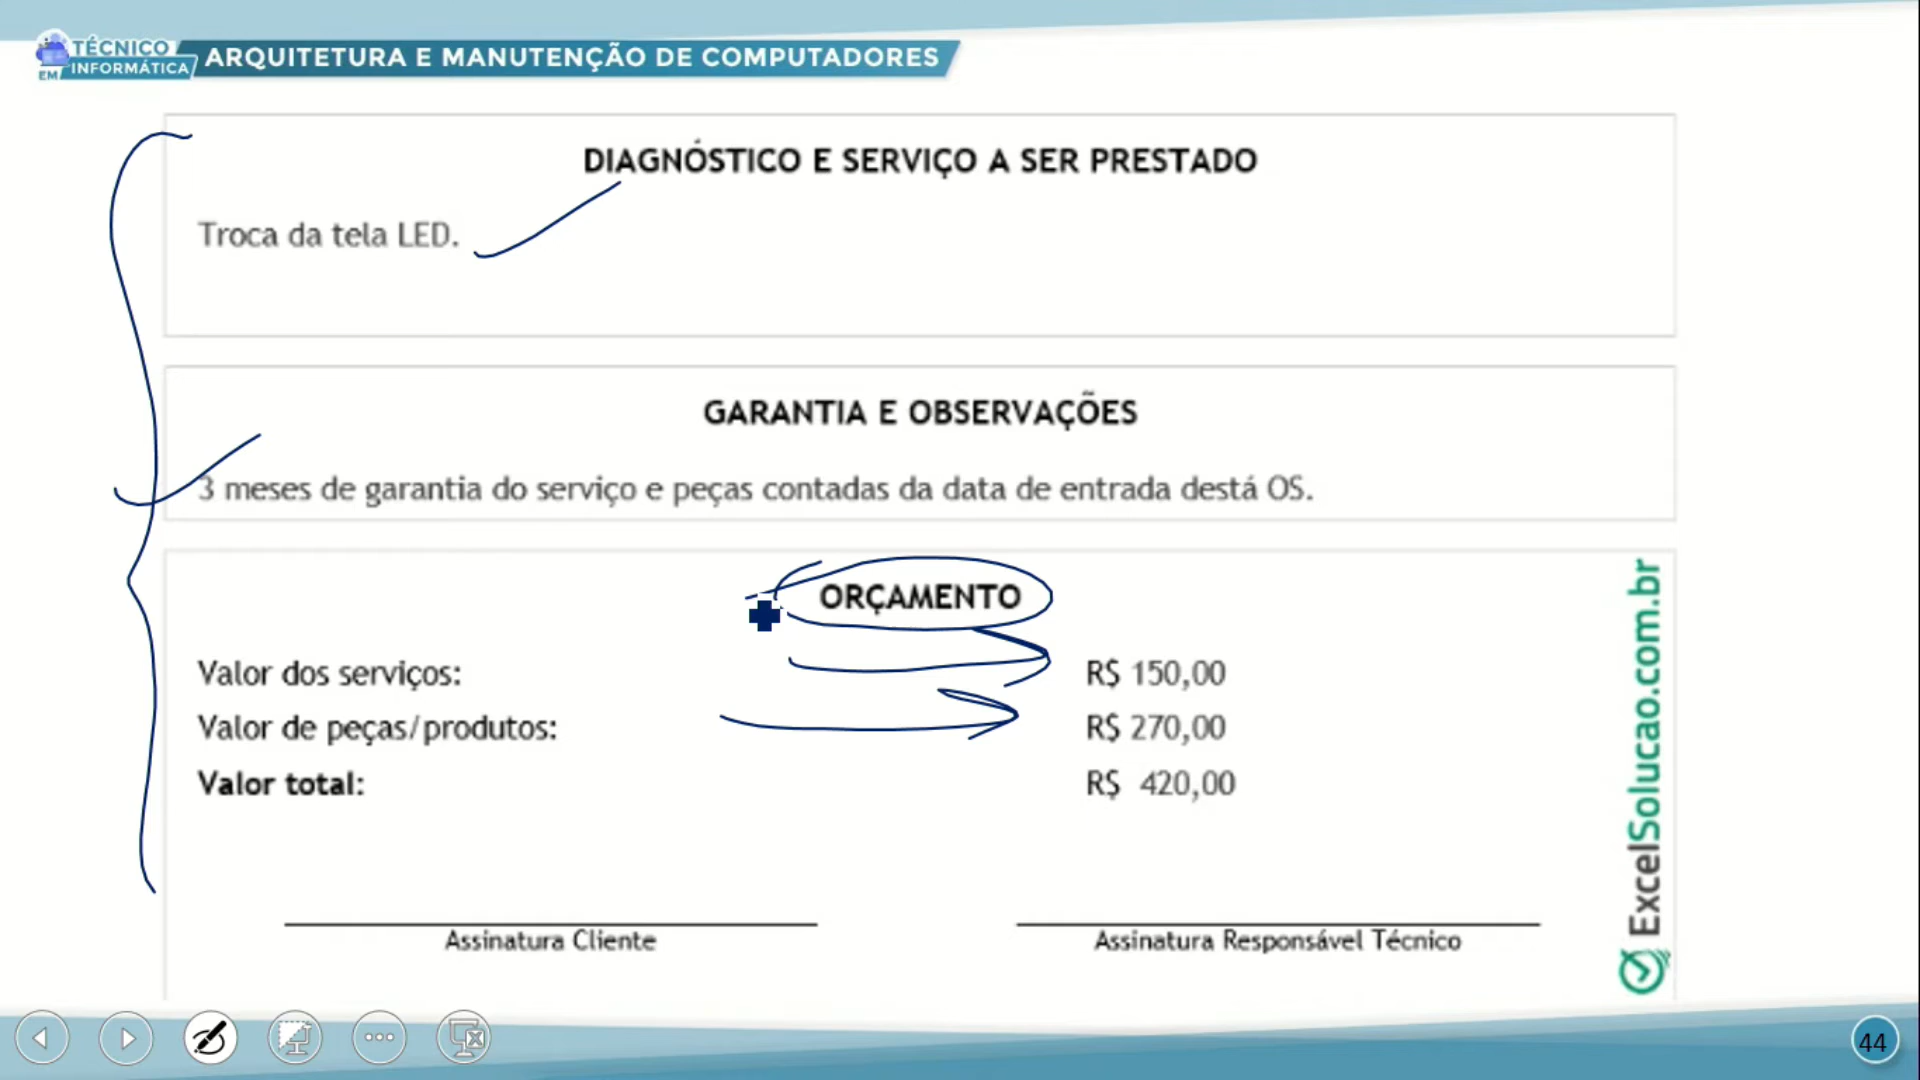 TÉCNICO
EM INFORMÁTICA
ARQUITETURA E MANUTENÇÃO DE COMPUTADORES
DIAGNÓSTICO E SERVIÇO A SER PRESTADO
Troca da tela LED.
GARANTIA E OBSERVAÇÕES
3 meses de garantia do serviço e peças contadas da data de entrada destá OS.
ORÇAMENTO
Valor dos serviços: R$ 150,00
Valor de peças/produtos: R$ 270,00
Valor total: R$ 420,00
Assinatura Cliente
Assinatura Responsável Técnico
ExcelSolucao.com.br
44